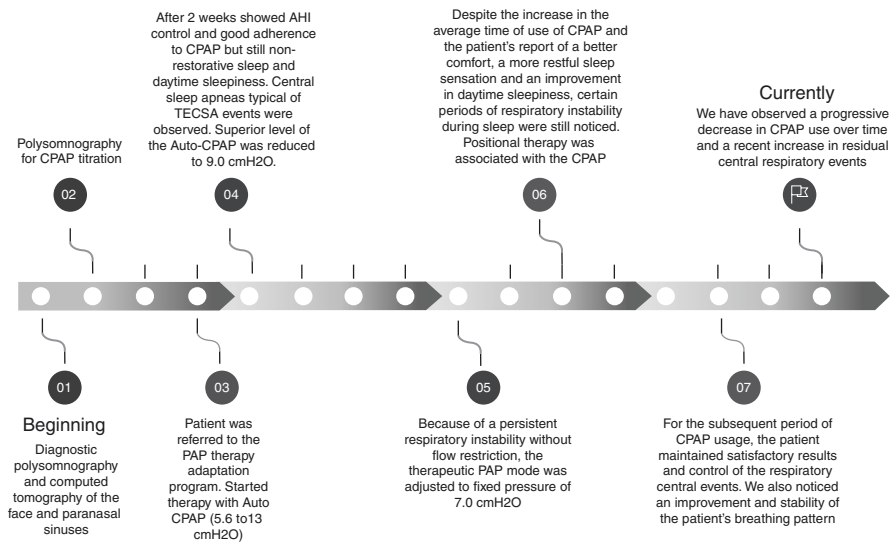 After 2 weeks showed AHI
control and good adherence
to CPAP but still non-
restorative sleep and
daytime sleepiness. Central
sleep apneas typical of
TECSA events were
observed. Superior level of
the Auto-CPAP was reduced
to 9.0 cmH2O.
Despite the increase in the
average time of use of CPAP and
the patient's report of a better
comfort, a more restful sleep
sensation and an improvement
in daytime sleepiness, certain
periods of respiratory instability
during sleep were still noticed.
Positional therapy was
associated with the CPAP
Currently
We have observed a progressive
decrease in CPAP use over time
and a recent increase in residual
central respiratory events
Polysomnography
for CPAP titration
02
04
06
01
03
05
07
Beginning
Diagnostic
polysomnography
and computed
tomography of the
face and paranasal
sinuses
Patient was
referred to the
PAP therapy
adaptation
program. Started
therapy with Auto
CPAP (5.6 to13
cmH2O)
Because of a persistent
respiratory instability without
flow restriction, the
therapeutic PAP mode was
adjusted to fixed pressure of
7.0 cmH2O
For the subsequent period of
CPAP usage, the patient
maintained satisfactory results
and control of the respiratory
central events. We also noticed
an improvement and stability of
the patient's breathing pattern